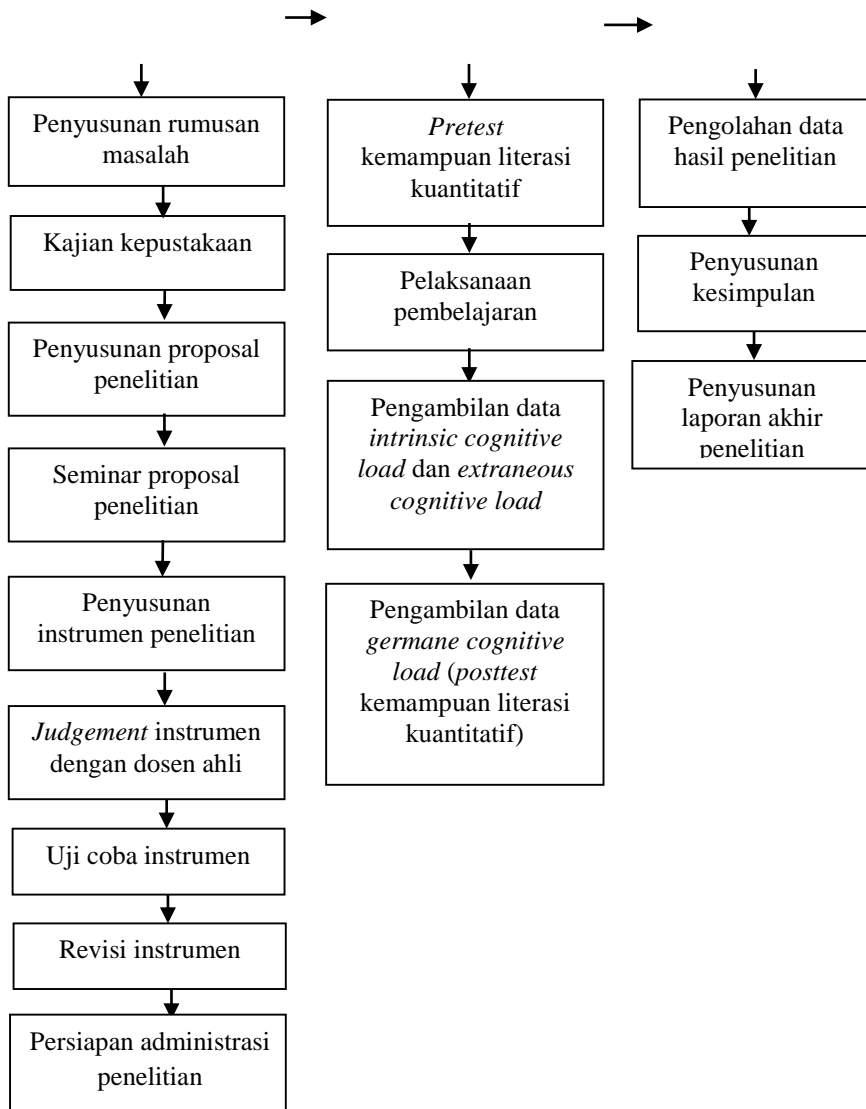 Penyusunan rumusan
masalah
Kajian kepustakaan
Penyusunan proposal
penelitian
Seminar proposal
penelitian
Penyusunan
instrumen penelitian
Judgement instrumen
dengan dosen ahli
Uji coba instrumen
Revisi instrumen
Persiapan administrasi
penelitian
Pretest
kemampuan literasi
kuantitatif
Pelaksanaan
pembelajaran
Pengambilan data
intrinsic cognitive
load dan extraneous
cognitive load
Pengambilan data
germane cognitive
load (posttest
kemampuan literasi
kuantitatif)
Pengolahan data
hasil penelitian
Penyusunan
kesimpulan
Penyusunan
laporan akhir
penelitian